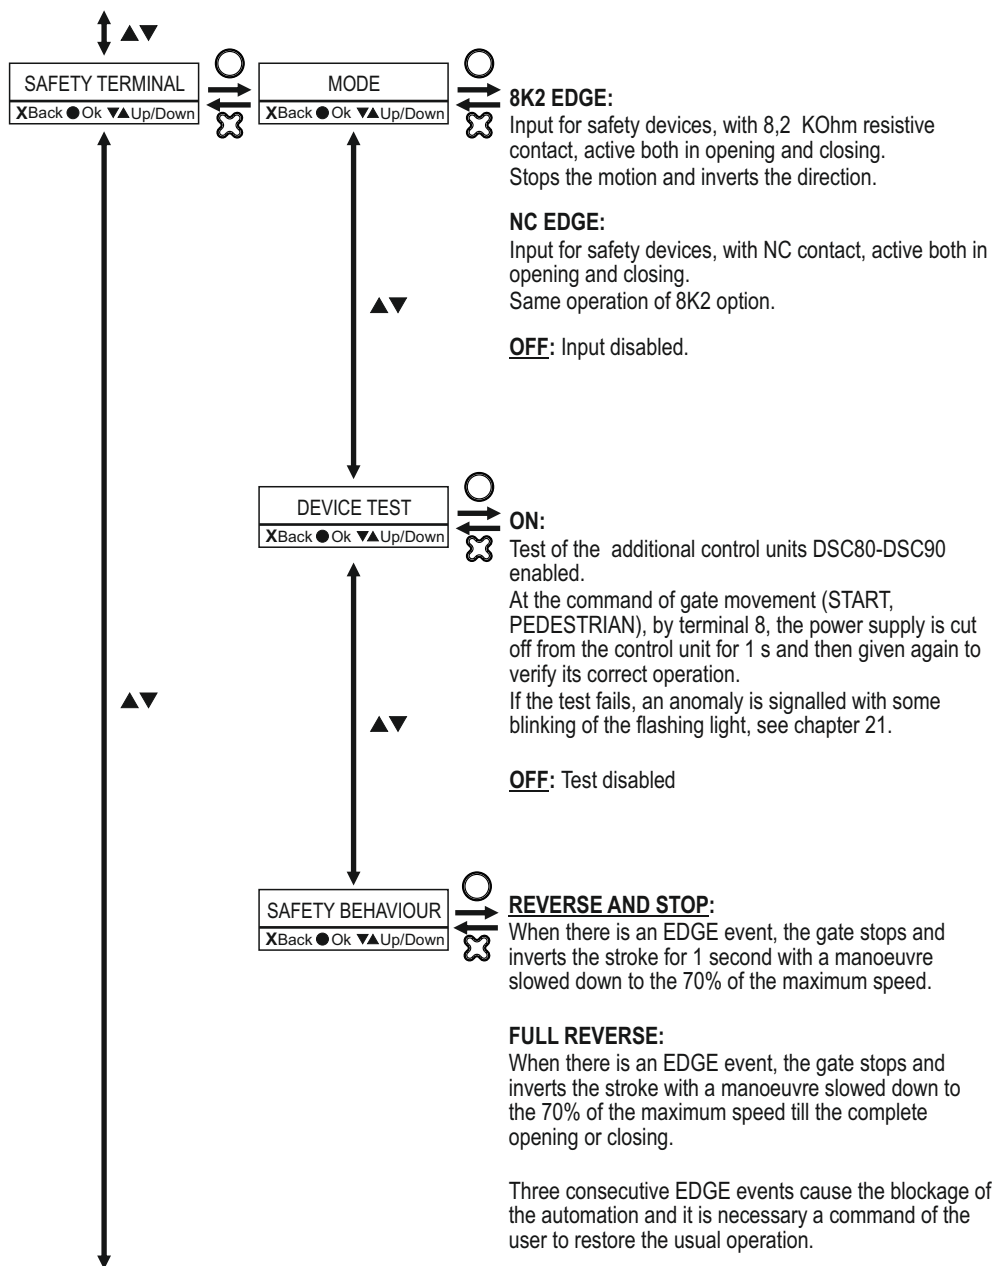 ▲▼
SAFETY TERMINAL
XBack ●Ok ▼▲Up/Down
MODE
XBack ●Ok ▼▲Up/Down
8K2 EDGE:
Input for safety devices, with 8,2 KOhm resistive
contact, active both in opening and closing.
Stops the motion and inverts the direction.
NC EDGE:
Input for safety devices, with NC contact, active both in
opening and closing.
Same operation of 8K2 option.
OFF: Input disabled.
▲▼
DEVICE TEST
XBack ●Ok ▼▲Up/Down
ON:
Test of the additional control units DSC80-DSC90
enabled.
At the command of gate movement (START,
PEDESTRIAN), by terminal 8, the power supply is cut
off from the control unit for 1 s and then given again to
verify its correct operation.
If the test fails, an anomaly is signalled with some
blinking of the flashing light, see chapter 21.
OFF: Test disabled
▲▼
▲▼
SAFETY BEHAVIOUR
XBack ●Ok ▼▲Up/Down
REVERSE AND STOP:
When there is an EDGE event, the gate stops and
inverts the stroke for 1 second with a manoeuvre
slowed down to the 70% of the maximum speed.
FULL REVERSE:
When there is an EDGE event, the gate stops and
inverts the stroke with a manoeuvre slowed down to
the 70% of the maximum speed till the complete
opening or closing.
Three consecutive EDGE events cause the blockage of
the automation and it is necessary a command of the
user to restore the usual operation.